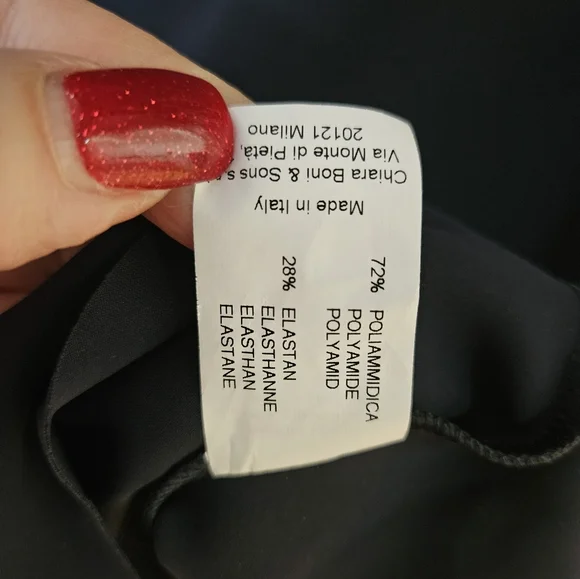 72% POLIAMMIDICA
POLYAMIDE
POLYAMID
28% ELASTAN
ELASTHANNE
ELASTHAN
ELASTANE
Made in Italy
Chiara Boni & Sons
Via Monte di Pietà,
20121 Milano